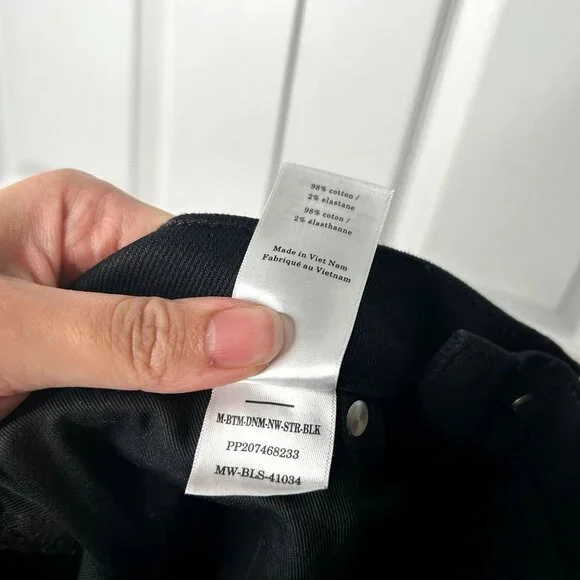 98% cotton /
2% elastane
98% coton /
2% élasthanne
Made in Viet Nam
Fabriqué au Vietnam
M-BTM-DNM-NW-STR-BLK
PP207468233
MW-BLS-41034